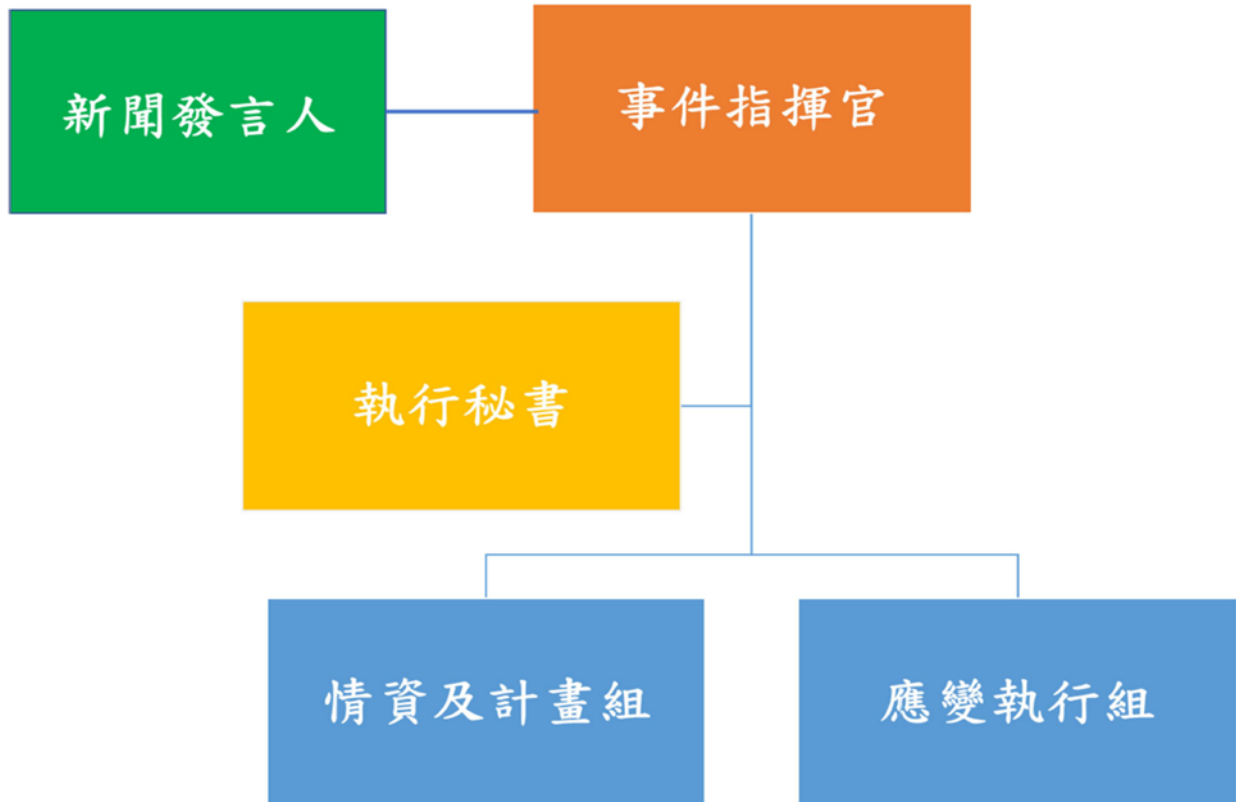 新聞發言人
事件指揮官
執行秘書
情資及計畫組
應變執行組